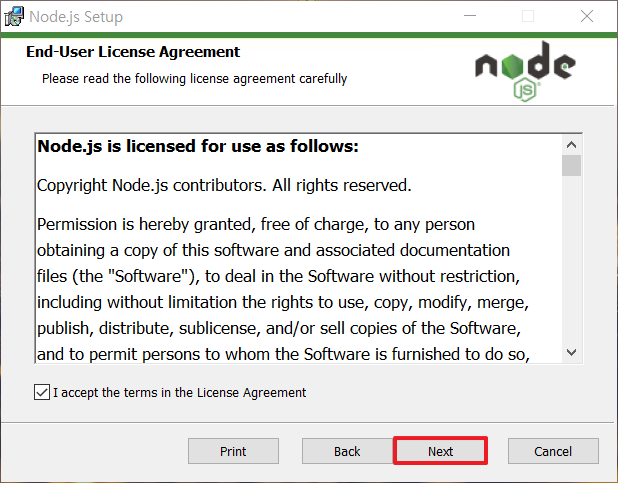 Node.js Setup
End-User License Agreement
Please read the following license agreement carefully
node
JS
Node.js is licensed for use as follows:
Copyright Node.js contributors. All rights reserved.
Permission is hereby granted, free of charge, to any person
obtaining a copy of this software and associated documentation
files (the "Software"), to deal in the Software without restriction,
including without limitation the rights to use, copy, modify, merge,
publish, distribute, sublicense, and/or sell copies of the Software,
and to permit persons to whom the Software is furnished to do so,
I accept the terms in the License Agreement
Print
Back
Next
Cancel